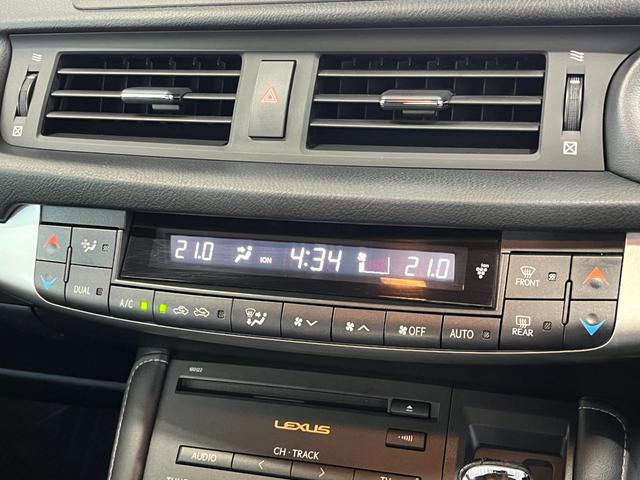 21.0 ION 4:34 21.0
DUAL A/C OFF AUTO FRONT REAR
LEXUS
CH · TRACK
AUDIO